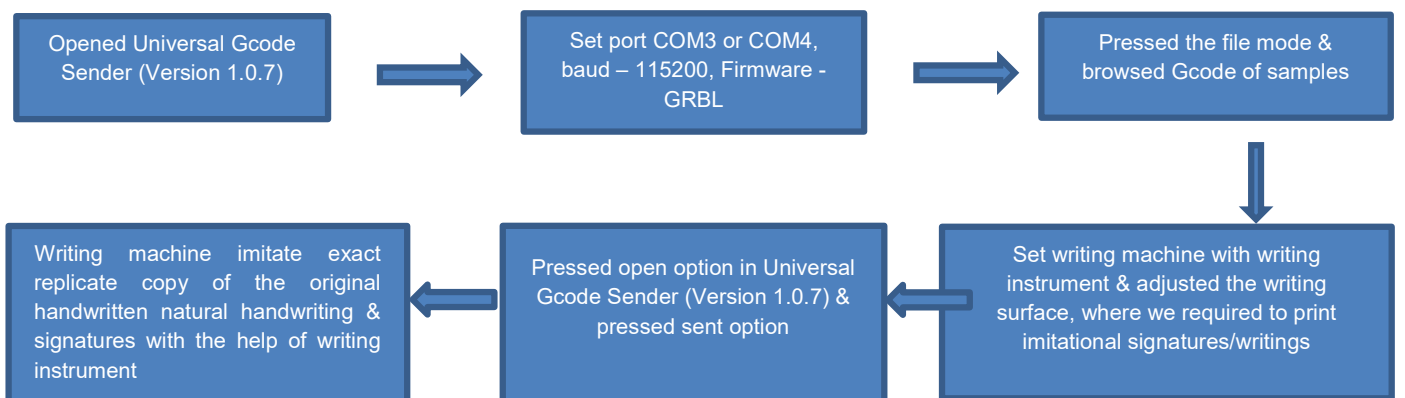 Opened Universal Gcode
Sender (Version 1.0.7)
Set port COM3 or COM4,
baud – 115200, Firmware -
GRBL
Pressed the file mode &
browsed Gcode of samples
Set writing machine with writing
instrument & adjusted the writing
surface, where we required to print
imitational signatures/writings
Pressed open option in Universal
Gcode Sender (Version 1.0.7) &
pressed sent option
Writing machine imitate exact
replicate copy of the original
handwritten natural handwriting &
signatures with the help of writing
instrument